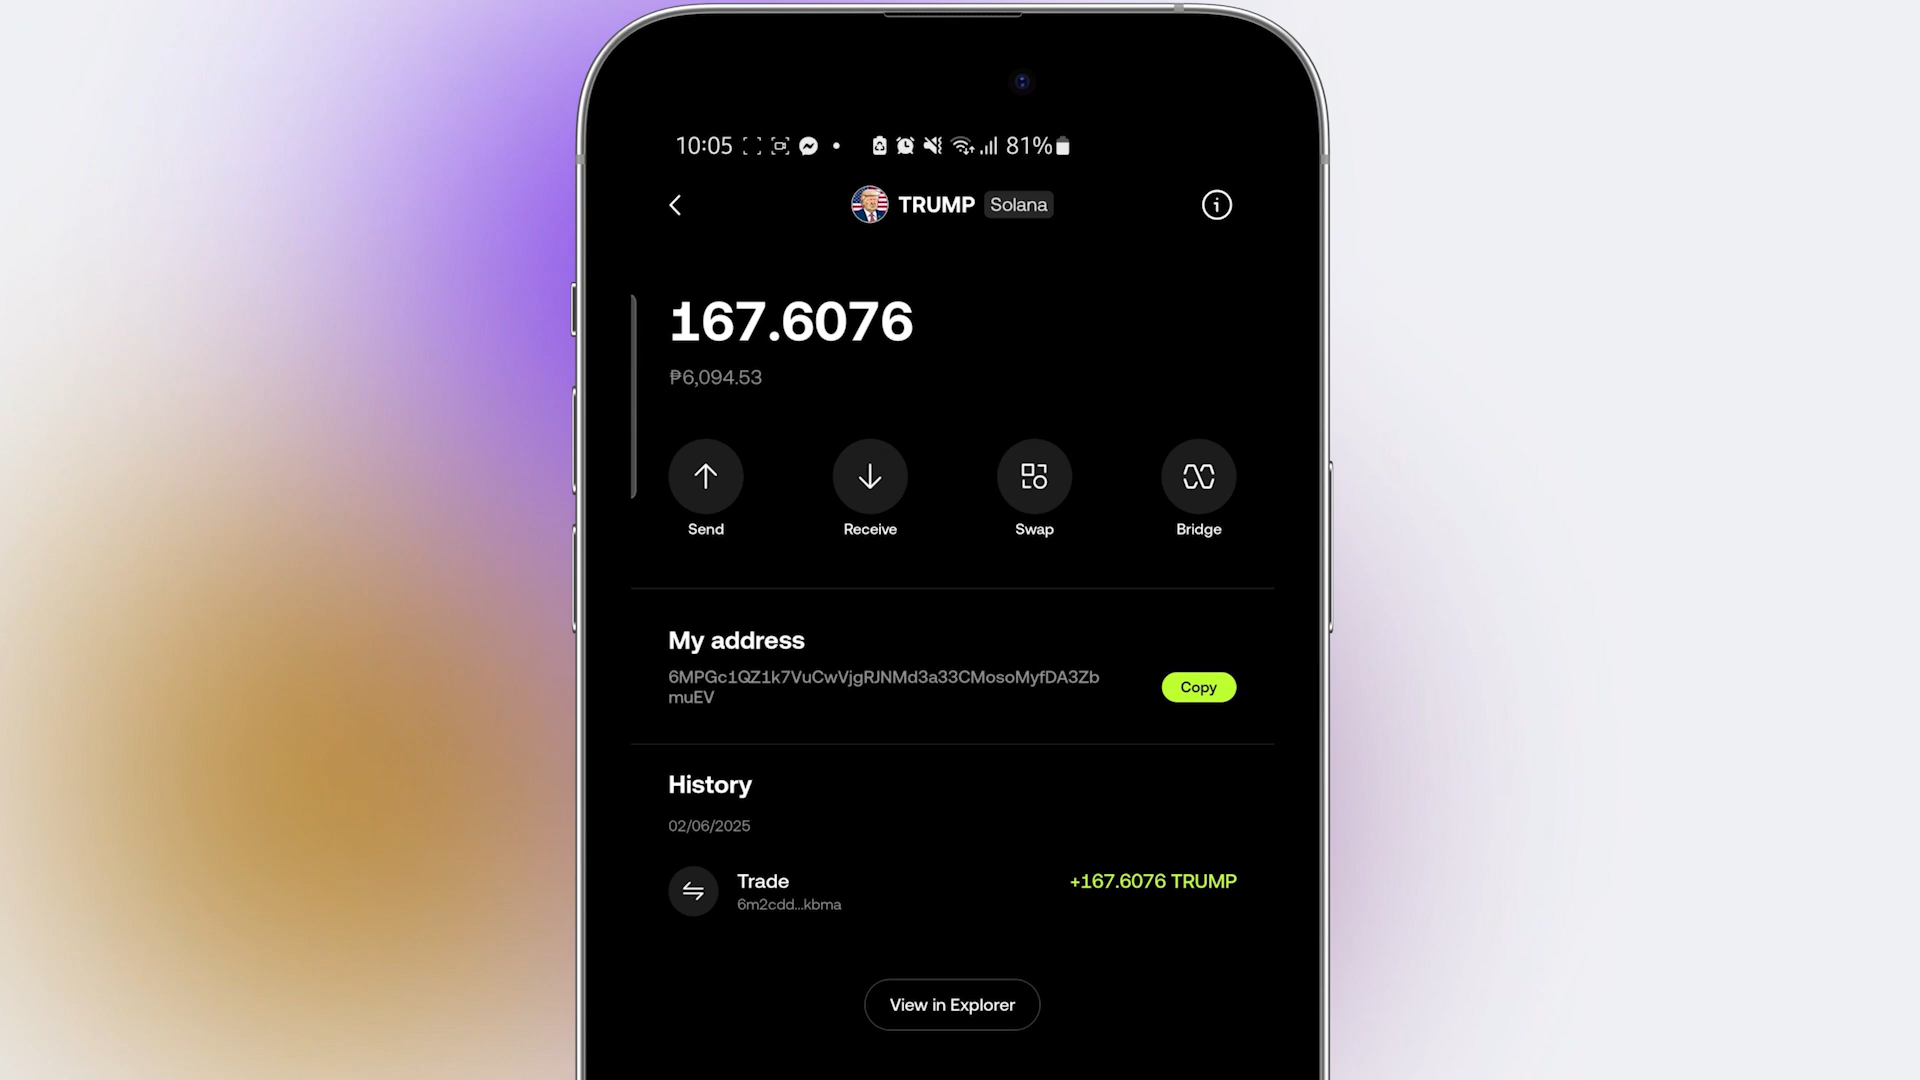 10:05 81%
TRUMP Solana
167.6076
₱6,094.53
Send Receive Swap Bridge
My address
6MPGc1QZ1k7VuCwVjgRJNMd3a33CMosoMyfDA3Zb
muEV
Copy
History
02/06/2025
Trade +167.6076 TRUMP
6m2cdd...kbma
View in Explorer